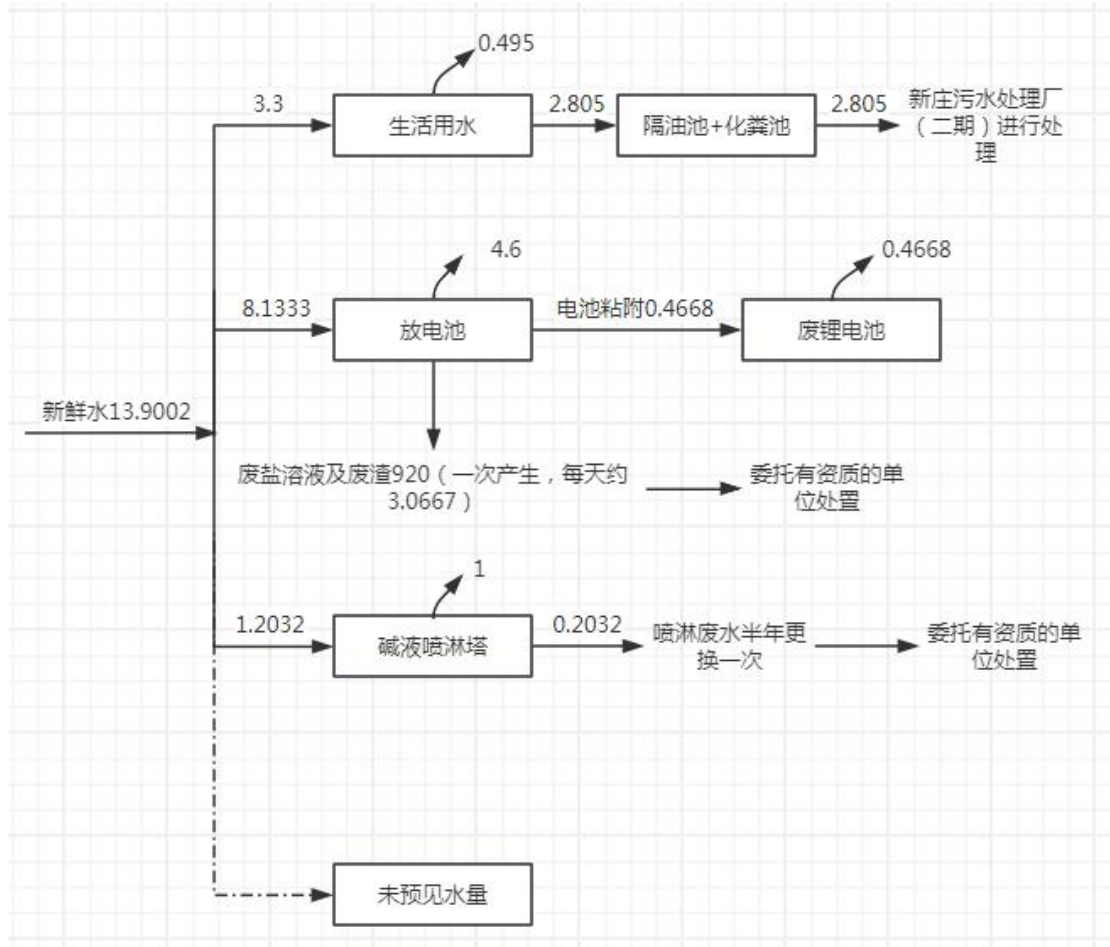 0.495
3.3
生活用水
2.805
隔油池+化粪池
2.805
新庄污水处理厂
（二期）进行处
理
4.6
0.4668
8.1333
放电池
电池粘附0.4668
废锂电池
新鲜水13.9002
废盐溶液及废渣920（一次产生，每天约
3.0667）
委托有资质的单
位处置
1
1.2032
碱液喷淋塔
0.2032
喷淋废水半年更
换一次
委托有资质的单
位处置
未预见水量